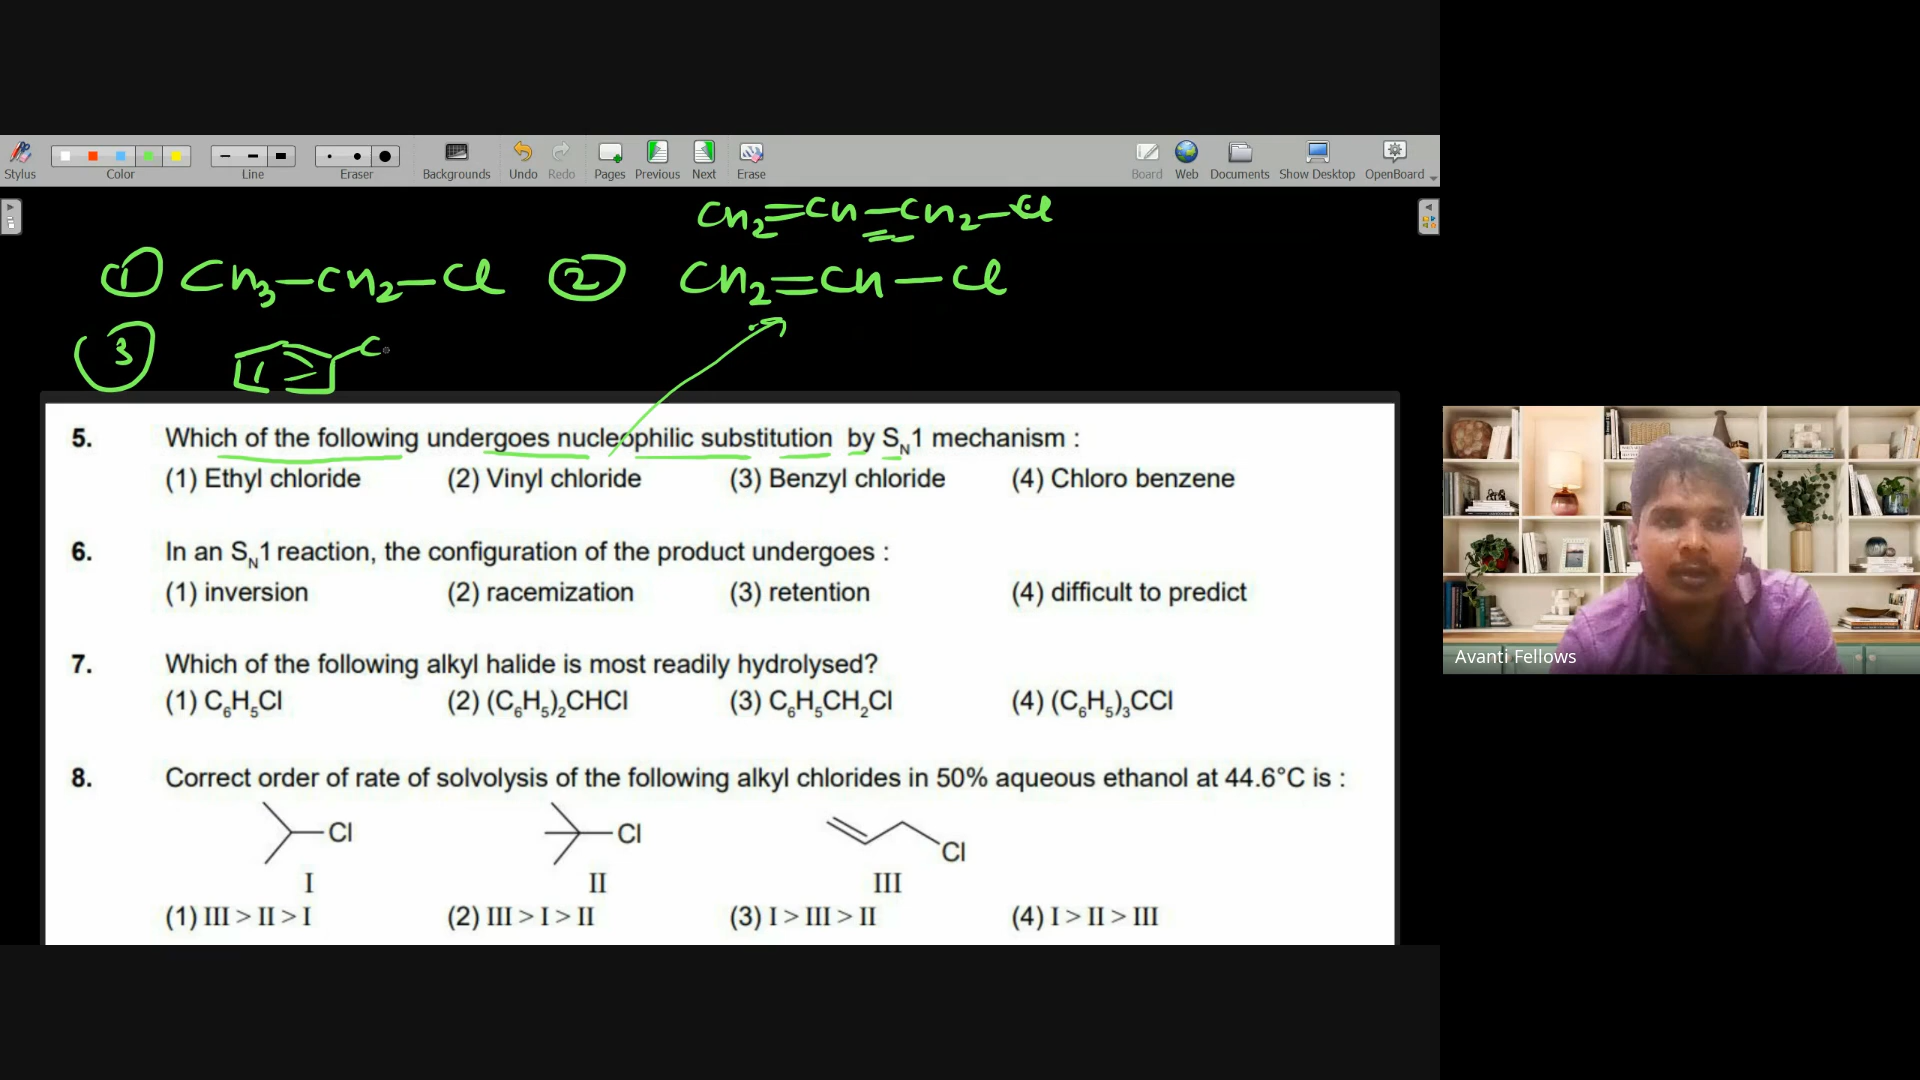 Stylus Color Line Eraser Backgrounds Undo Redo Pages Previous Next Erase Board Web Documents Show Desktop OpenBoard
CH2=CH-CH2-Cl
① CH3-CH2-Cl ② CH2=CH-Cl
③ C
5. Which of the following undergoes nucleophilic substitution by SN1 mechanism :
(1) Ethyl chloride (2) Vinyl chloride (3) Benzyl chloride (4) Chloro benzene
6. In an SN1 reaction, the configuration of the product undergoes :
(1) inversion (2) racemization (3) retention (4) difficult to predict
7. Which of the following alkyl halide is most readily hydrolysed?
(1) C6H5Cl (2) (C6H5)2CHCl (3) C6H5CH2Cl (4) (C6H5)3CCl
8. Correct order of rate of solvolysis of the following alkyl chlorides in 50% aqueous ethanol at 44.6°C is :
Cl Cl Cl
I II III
(1) III > II > I (2) III > I > II (3) I > III > II (4) I > II > III
Avanti Fellows